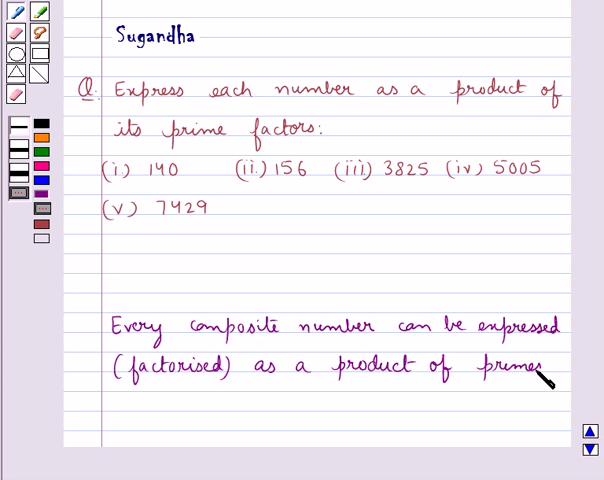 Sugandha
Q. Express each number as a product of
its prime factors:
(i.) 140 (ii.) 156 (iii.) 3825 (iv) 5005
(v) 7429
Every composite number can be expressed
(factorised) as a product of primes